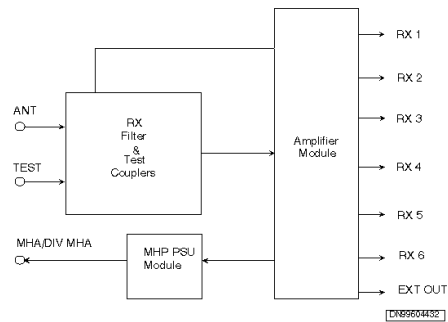 RX 1
RX 2
ANT
RX
Filter
&
Test
Couplers
RX 3
Amplifier
Module
TEST
RX 4
RX 5
MHA/DIV MHA
MHP PSU
Module
RX 6
EXT OUT
DN99604432